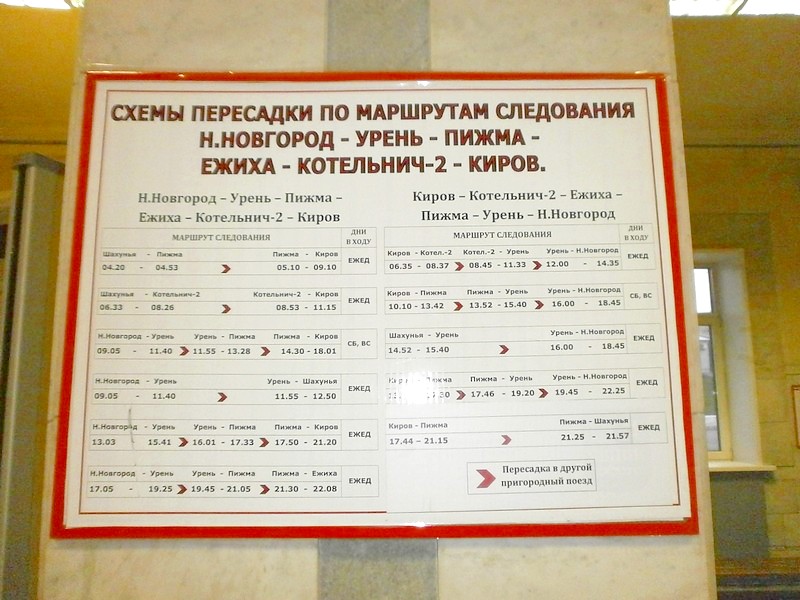 СХЕМЫ ПЕРЕСАДКИ ПО МАРШРУТАМ СЛЕДОВАНИЯ
Н.НОВГОРОД - УРЕНЬ - ПИЖМА -
ЕЖИХА - КОТЕЛЬНИЧ-2 - КИРОВ.
Н.Новгород – Урень – Пижма –
Ежиха – Котельнич-2 – Киров
МАРШРУТ СЛЕДОВАНИЯ ДНИ В ХОДУ
Шахунья - Пижма Пижма - Киров
04.20 - 04.53 05.10 - 09.10 ЕЖЕД
Шахунья - Котельнич-2 Котельнич-2 - Киров
06.33 - 08.26 08.53 - 11.15 ЕЖЕД
Н.Новгород - Урень Урень - Пижма Пижма - Киров
09.05 - 11.40 11.55 - 13.28 14.30 - 18.01 СБ, ВС
Н.Новгород - Урень Урень - Шахунья
09.05 - 11.40 11.55 - 12.50 ЕЖЕД
Н.Новгород - Урень Урень - Пижма Пижма - Киров
13.03 15.41 16.01 - 17.33 17.50 - 21.20 ЕЖЕД
Н.Новгород - Урень Урень - Пижма Пижма - Ежиха
17.05 - 19.25 19.45 - 21.05 21.30 - 22.08 ЕЖЕД
Киров – Котельнич-2 – Ежиха –
Пижма – Урень – Н.Новгород
МАРШРУТ СЛЕДОВАНИЯ ДНИ В ХОДУ
Киров - Котел.-2 Котел.-2 - Урень Урень - Н.Новгород
06.35 - 08.37 08.45 - 11.33 12.00 - 14.35 ЕЖЕД
Киров - Пижма Пижма - Урень Урень - Н.Новгород
10.10 - 13.42 13.52 - 15.40 16.00 - 18.45 СБ, ВС
Шахунья - Урень Урень - Н.Новгород
14.52 - 15.40 16.00 - 18.45 ЕЖЕД
Пижма - Урень Урень - Н.Новгород
17.46 - 19.20 19.45 - 22.25 ЕЖЕД
Киров - Пижма Пижма - Шахунья
17.44 – 21.15 21.25 - 21.57 ЕЖЕД
Пересадка в другой
пригородный поезд